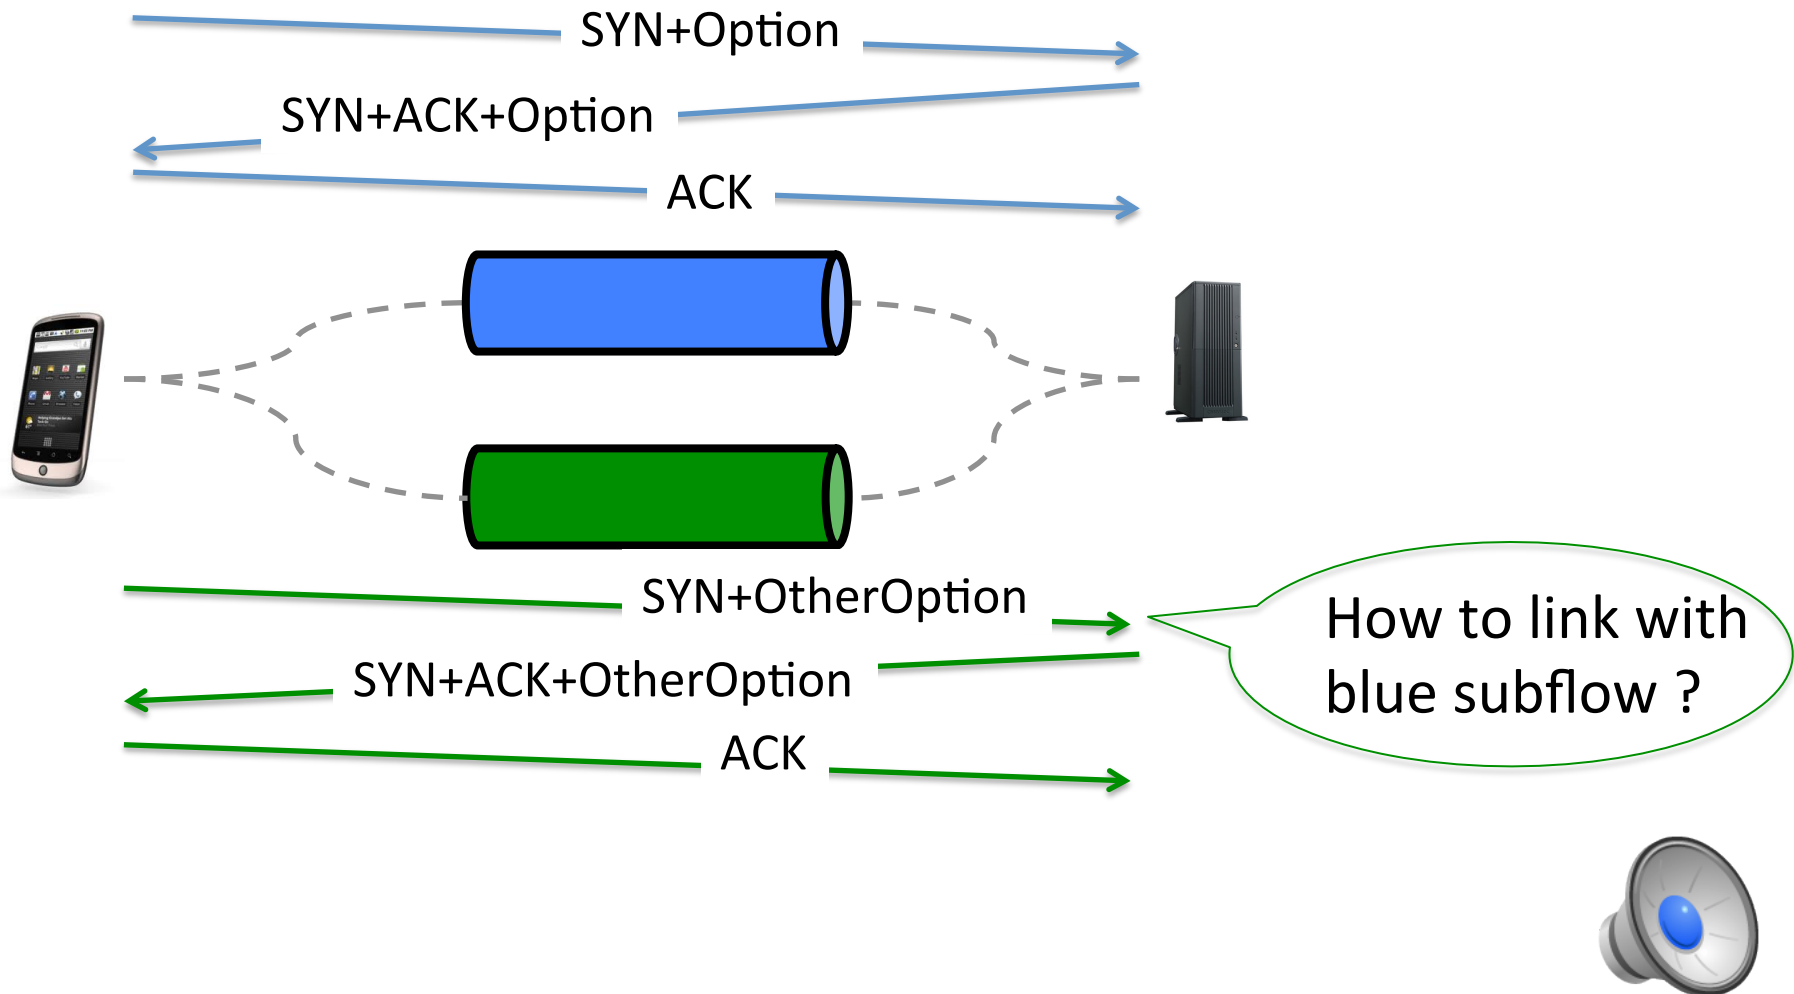 SYN+Option
SYN+ACK+Option
ACK
SYN+OtherOption
How to link with
blue subflow ?
SYN+ACK+OtherOption
ACK